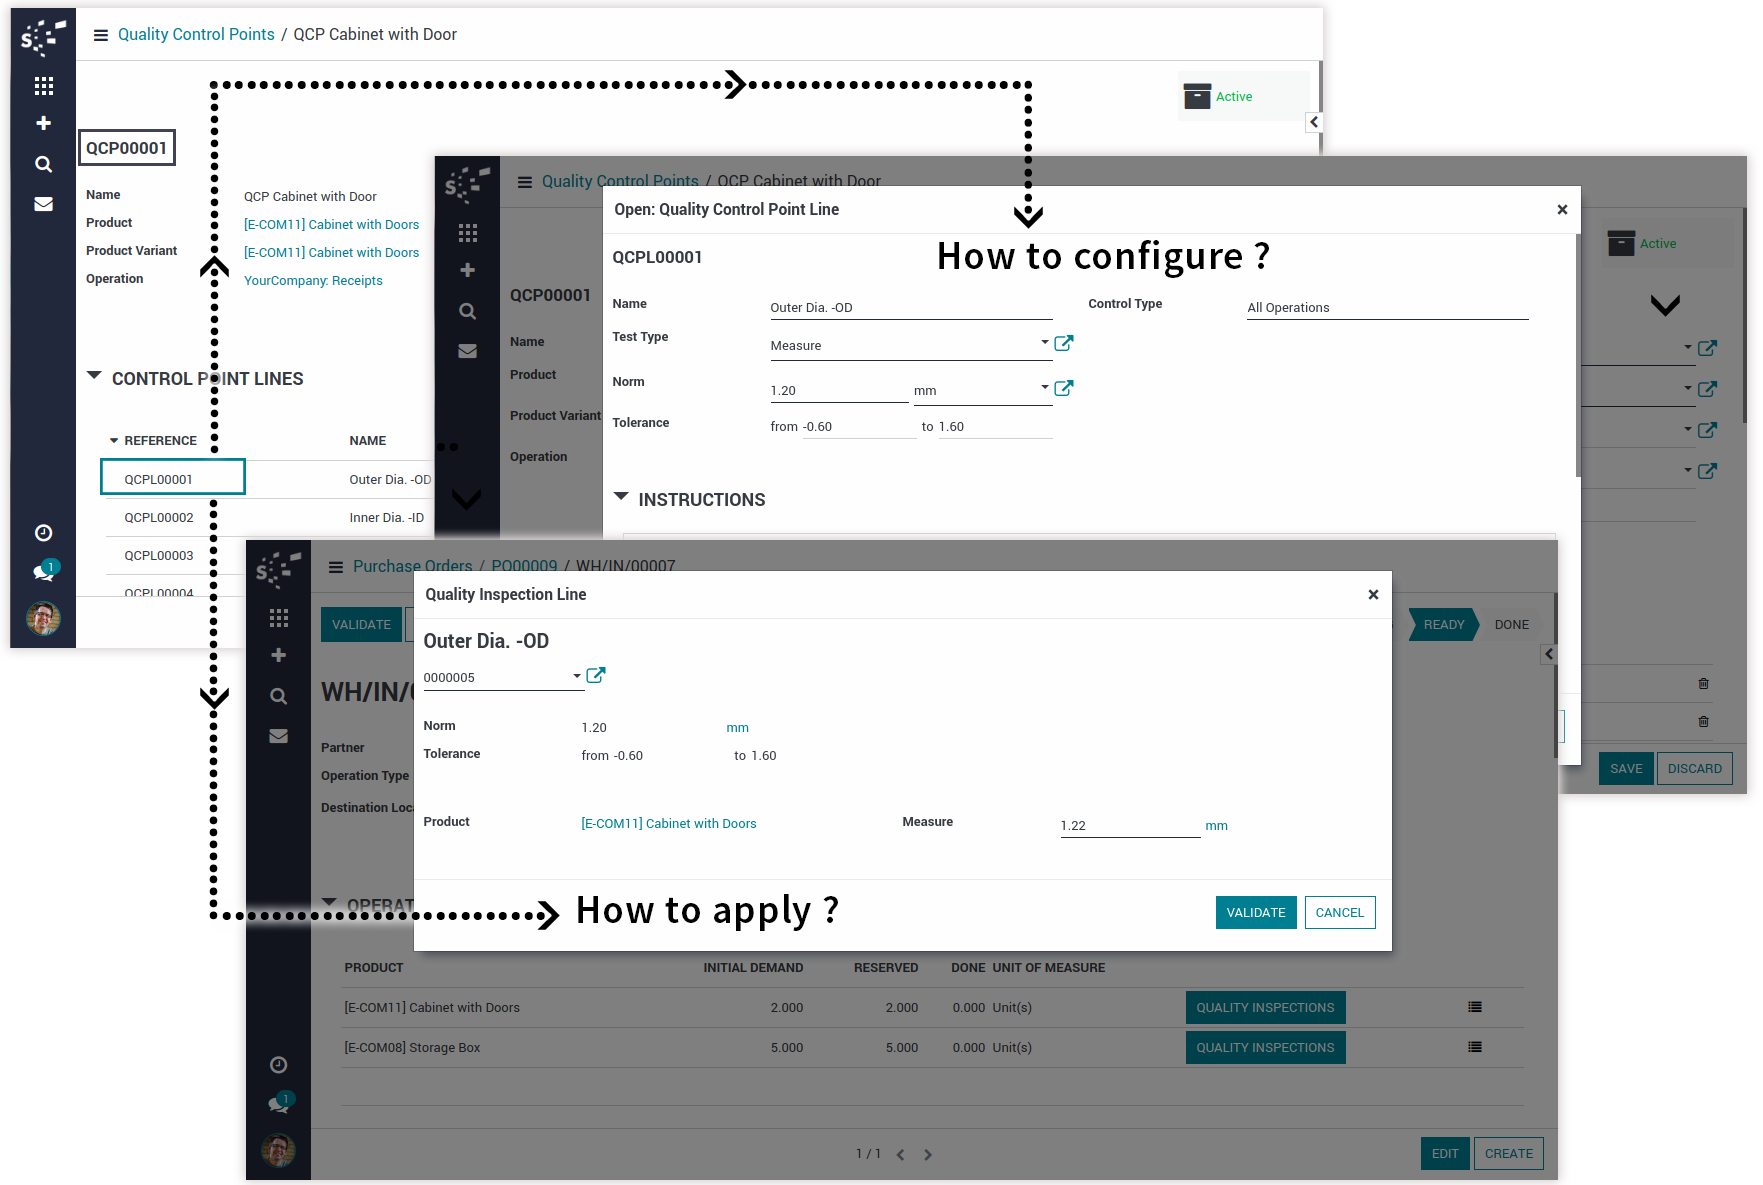 Quality Control Points / QCP Cabinet with Door
Active
QCP00001
Name QCP Cabinet with Door
Product [E-COM11] Cabinet with Doors
Product Variant [E-COM11] Cabinet with Doors
Operation YourCompany: Receipts
CONTROL POINT LINES
REFERENCE NAME
QCPL00001 Outer Dia. -OD
QCPL00002 Inner Dia. -ID
QCPL00003
QCPL00004
1
Quality Control Points / QCP Cabinet with Door
Active
QCP00001
Name
Product
Product Variant
Operation
Open: Quality Control Point Line
×
QCPL00001
How to configure ?
Name Outer Dia. -OD Control Type All Operations
Test Type Measure
Norm 1.20 mm
Tolerance from -0.60 to 1.60
INSTRUCTIONS
SAVE DISCARD
Purchase Orders / PO00009 / WH/IN/00007
VALIDATE
READY DONE
WH/IN/
Partner
Operation Type
Destination Loca
OPERAT
Quality Inspection Line
×
Outer Dia. -OD
0000005
Norm 1.20 mm
Tolerance from -0.60 to 1.60
Product [E-COM11] Cabinet with Doors Measure 1.22 mm
How to apply ?
VALIDATE CANCEL
PRODUCT INITIAL DEMAND RESERVED DONE UNIT OF MEASURE
[E-COM11] Cabinet with Doors 2.000 2.000 0.000 Unit(s) QUALITY INSPECTIONS
[E-COM08] Storage Box 5.000 5.000 0.000 Unit(s) QUALITY INSPECTIONS
1
1 / 1
EDIT CREATE